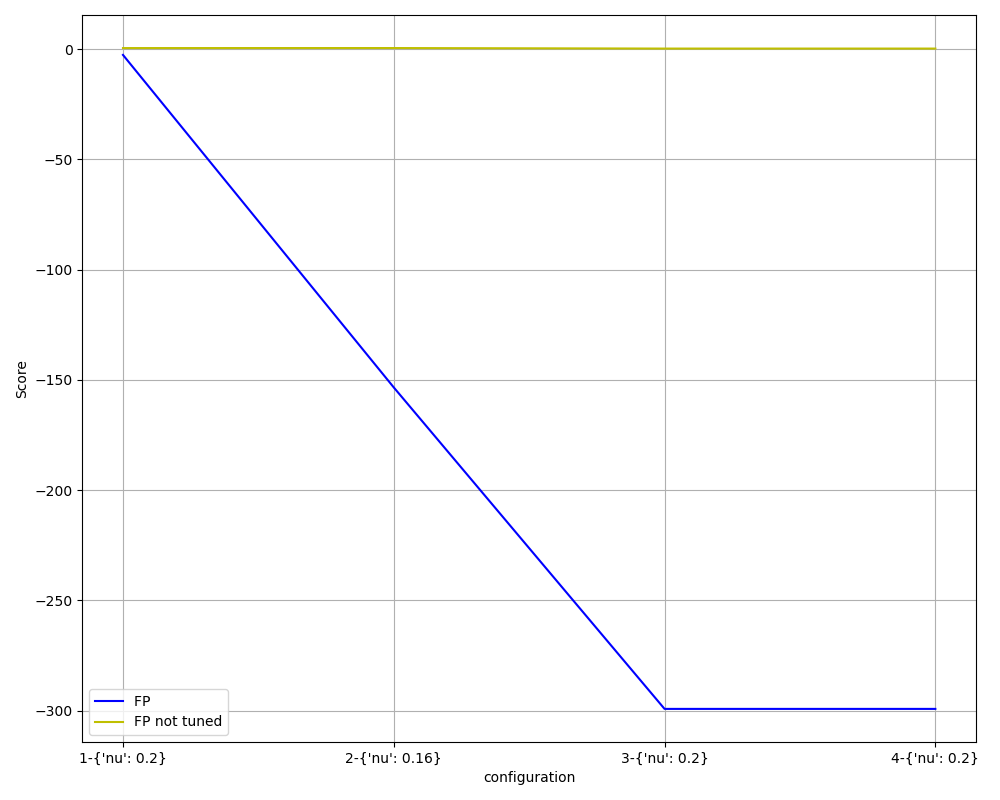 0
−50
−100
−150
−200
−250
−300
Score
FP
FP not tuned
1-{'nu': 0.2}
2-{'nu': 0.16}
3-{'nu': 0.2}
4-{'nu': 0.2}
configuration